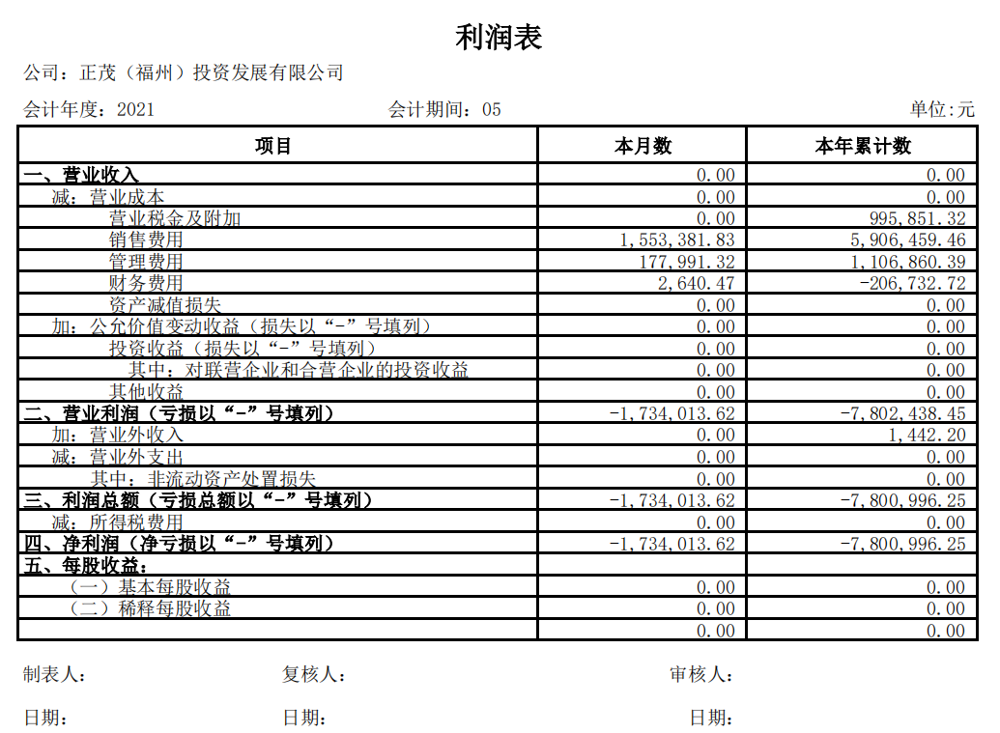 利润表
公司：正茂（福州）投资发展有限公司
会计年度：2021 会计期间：05 单位:元
项目 本月数 本年累计数
一、营业收入 0.00 0.00
减：营业成本 0.00 0.00
营业税金及附加 0.00 995,851.32
销售费用 1,553,381.83 5,906,459.46
管理费用 177,991.32 1,106,860.39
财务费用 2,640.47 -206,732.72
资产减值损失 0.00 0.00
加：公允价值变动收益（损失以“-”号填列） 0.00 0.00
投资收益（损失以“-”号填列） 0.00 0.00
其中：对联营企业和合营企业的投资收益 0.00 0.00
其他收益 0.00 0.00
二、营业利润（亏损以“-”号填列） -1,734,013.62 -7,802,438.45
加：营业外收入 0.00 1,442.20
减：营业外支出 0.00 0.00
其中：非流动资产处置损失 0.00 0.00
三、利润总额（亏损总额以“-”号填列） -1,734,013.62 -7,800,996.25
减：所得税费用 0.00 0.00
四、净利润（净亏损以“-”号填列） -1,734,013.62 -7,800,996.25
五、每股收益：
（一）基本每股收益 0.00 0.00
（二）稀释每股收益 0.00 0.00
0.00 0.00
制表人： 复核人： 审核人：
日期： 日期： 日期：